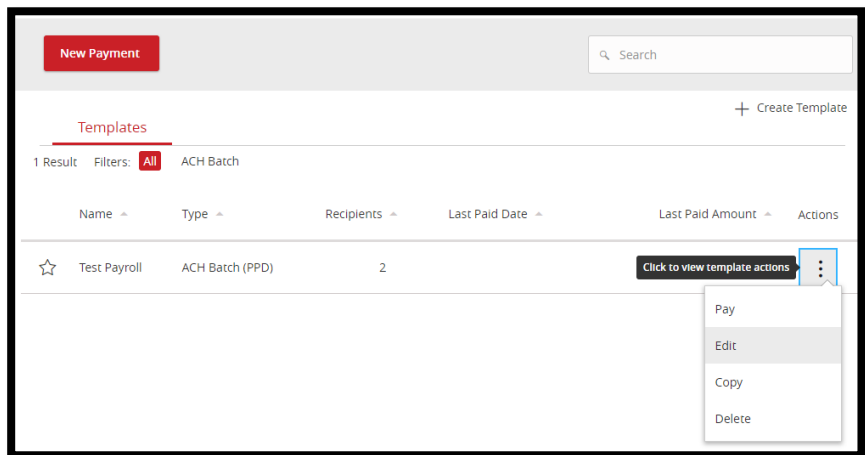 New Payment
Search
Create Template
Templates
1 Result Filters: All ACH Batch
Name Type Recipients Last Paid Date Last Paid Amount Actions
Test Payroll ACH Batch (PPD) 2 Click to view template actions
Pay
Edit
Copy
Delete